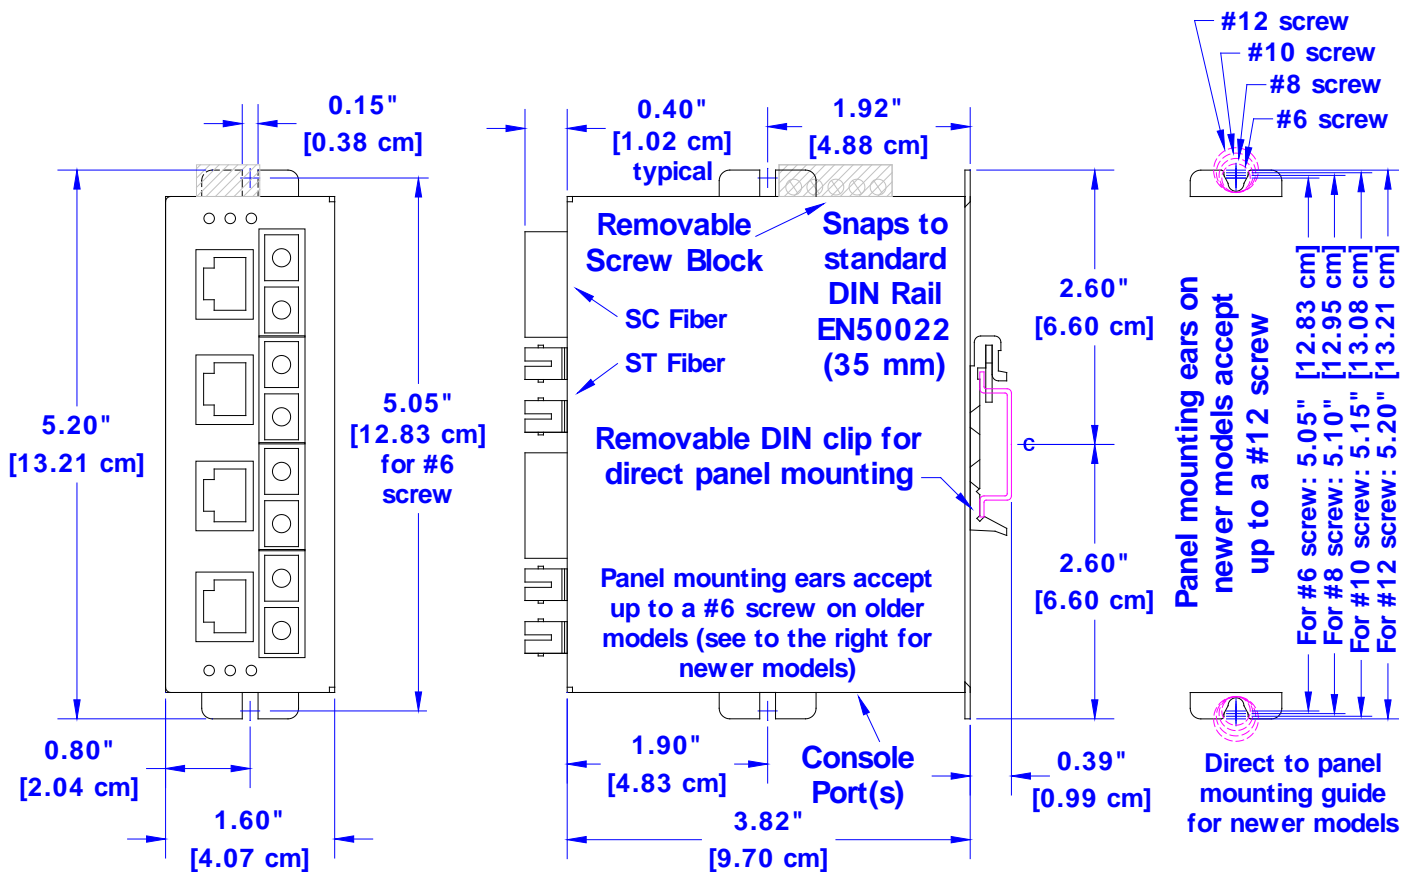 0.15"
[0.38 cm]
5.20"
[13.21 cm]
5.05"
[12.83 cm]
for #6
screw
0.80"
[2.04 cm]
1.60"
[4.07 cm]
0.40"
[1.02 cm]
typical
1.92"
[4.88 cm]
Removable
Screw Block
Snaps to
standard
DIN Rail
EN50022
(35 mm)
SC Fiber
ST Fiber
Removable DIN clip for
direct panel mounting
Panel mounting ears accept
up to a #6 screw on older
models (see to the right for
newer models)
1.90"
[4.83 cm]
Console
Port(s)
3.82"
[9.70 cm]
2.60"
[6.60 cm]
C
2.60"
[6.60 cm]
0.39"
[0.99 cm]
#12 screw
#10 screw
#8 screw
#6 screw
Panel mounting ears on
newer models accept
up to a #12 screw
For #6 screw: 5.05" [12.83 cm]
For #8 screw: 5.10" [12.95 cm]
For #10 screw: 5.15" [13.08 cm]
For #12 screw: 5.20" [13.21 cm]
Direct to panel
mounting guide
for newer models